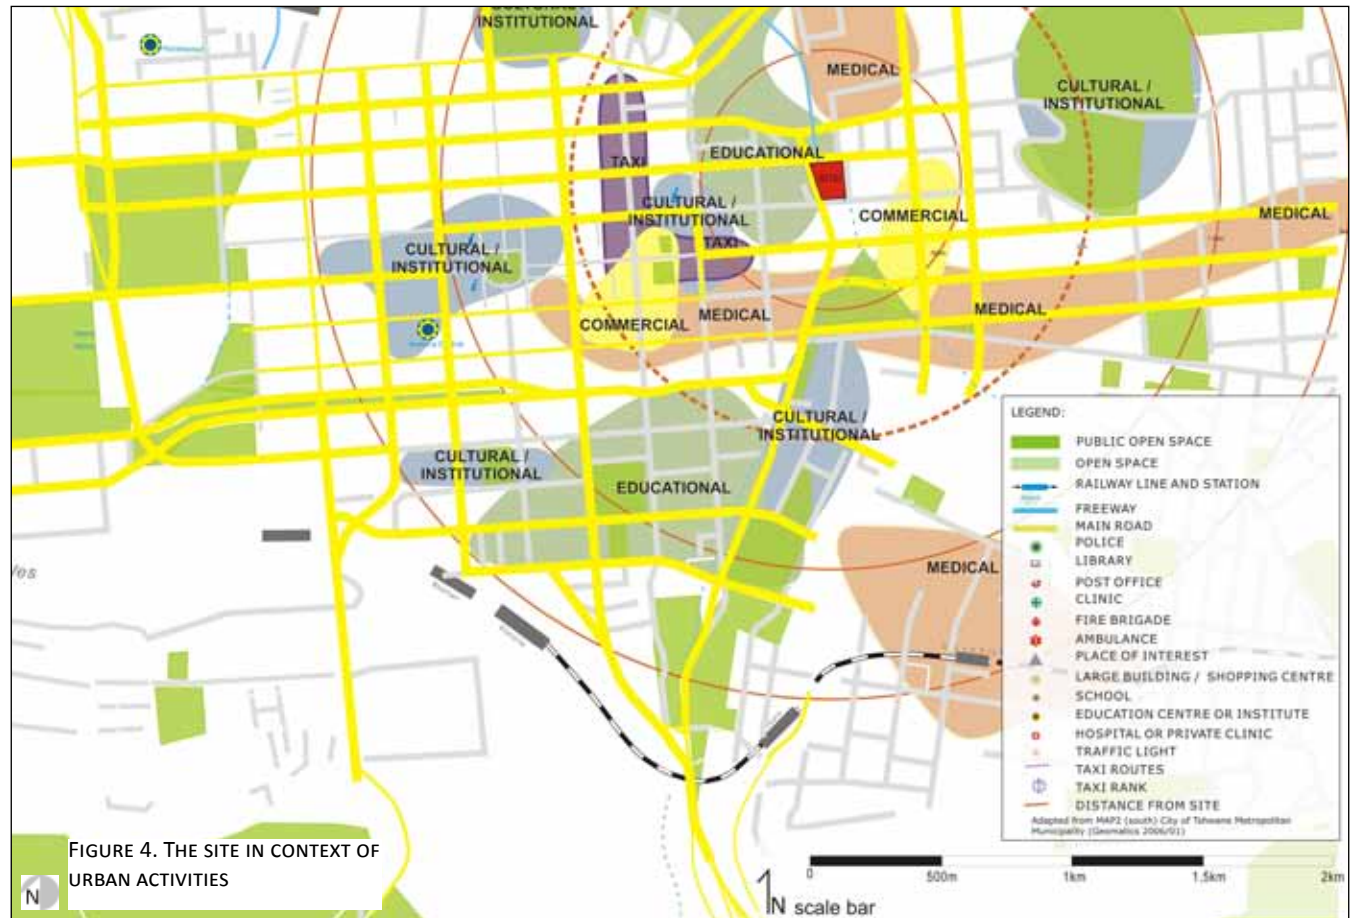 CULTURAL /
INSTITUTIONAL
MEDICAL
CULTURAL /
INSTITUTIONAL
EDUCATIONAL
TAXI
CULTURAL /
INSTITUTIONAL
COMMERCIAL
MEDICAL
TAXI
CULTURAL /
INSTITUTIONAL
MEDICAL
MEDICAL
COMMERCIAL
CULTURAL /
INSTITUTIONAL
CULTURAL /
INSTITUTIONAL
EDUCATIONAL
MEDICAL
LEGEND:
PUBLIC OPEN SPACE
OPEN SPACE
RAILWAY LINE AND STATION
FREEWAY
MAIN ROAD
POLICE
LIBRARY
POST OFFICE
CLINIC
FIRE BRIGADE
AMBULANCE
PLACE OF INTEREST
LARGE BUILDING / SHOPPING CENTRE
SCHOOL
EDUCATION CENTRE OR INSTITUTE
HOSPITAL OR PRIVATE CLINIC
TRAFFIC LIGHT
TAXI ROUTES
TAXI RANK
DISTANCE FROM SITE
Adapted from MAP2 (south) City of Tshwane Metropolitan
Municipality (Geomatics 2006/01)
FIGURE 4. THE SITE IN CONTEXT OF
URBAN ACTIVITIES
N
0 500m 1km 1.5km 2km
N scale bar